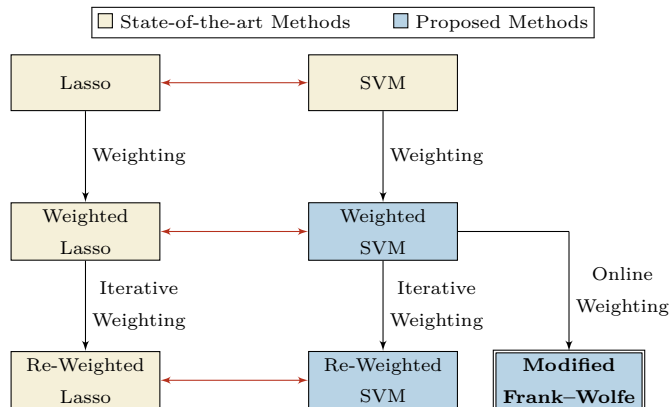 State-of-the-art Methods
Proposed Methods
Lasso
SVM
Weighting
Weighting
Weighted
Lasso
Weighted
SVM
Iterative
Weighting
Iterative
Weighting
Online
Weighting
Re-Weighted
Lasso
Re-Weighted
SVM
Modified
Frank–Wolfe